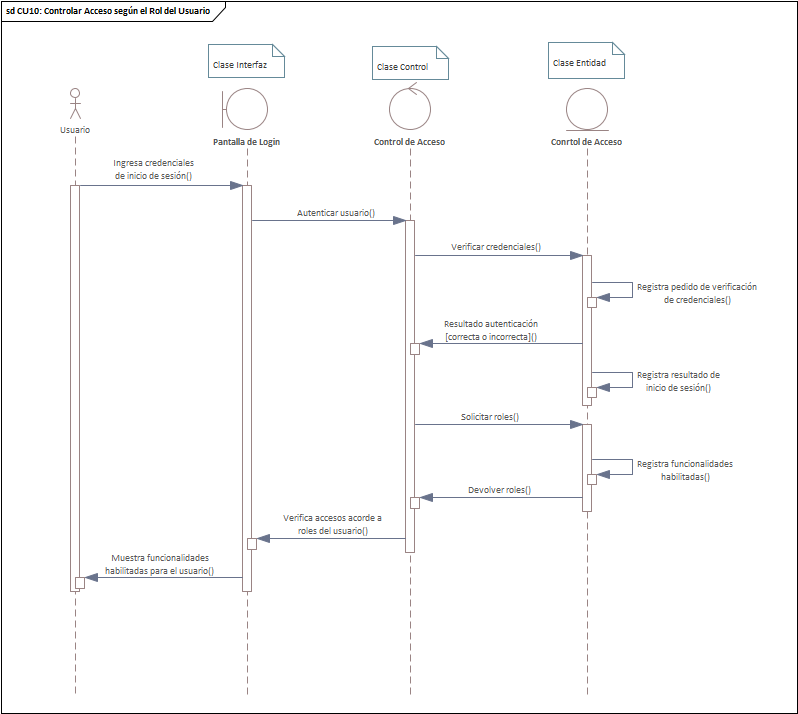 sd CU10: Controlar Acceso según el Rol del Usuario
Clase Interfaz
Clase Control
Clase Entidad
Usuario
Pantalla de Login
Control de Acceso
Conrtol de Acceso
Ingresa credenciales
de inicio de sesión()
Autenticar usuario()
Verificar credenciales()
Registra pedido de verificación
de credenciales()
Resultado autenticación
[correcta o incorrecta]()
Registra resultado de
inicio de sesión()
Solicitar roles()
Registra funcionalidades
habilitadas()
Devolver roles()
Verifica accesos acorde a
roles del usuario()
Muestra funcionalidades
habilitadas para el usuario()